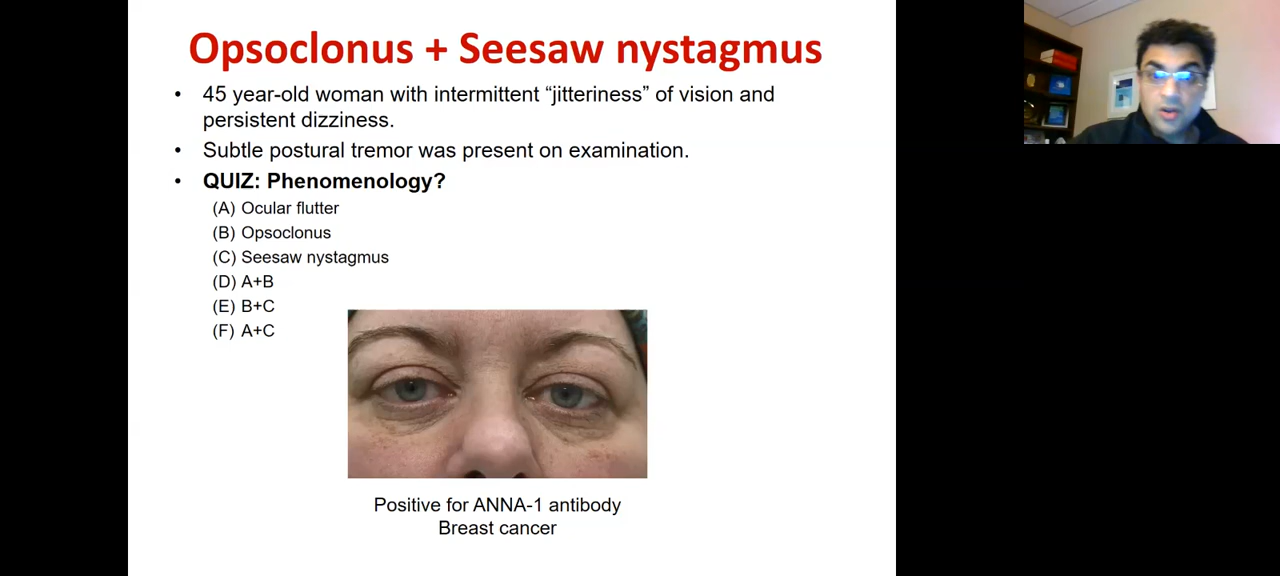 Opsoclonus + Seesaw nystagmus
• 45 year-old woman with intermittent “jitteriness” of vision and
persistent dizziness.
• Subtle postural tremor was present on examination.
• QUIZ: Phenomenology?
(A) Ocular flutter
(B) Opsoclonus
(C) Seesaw nystagmus
(D) A+B
(E) B+C
(F) A+C
Positive for ANNA-1 antibody
Breast cancer